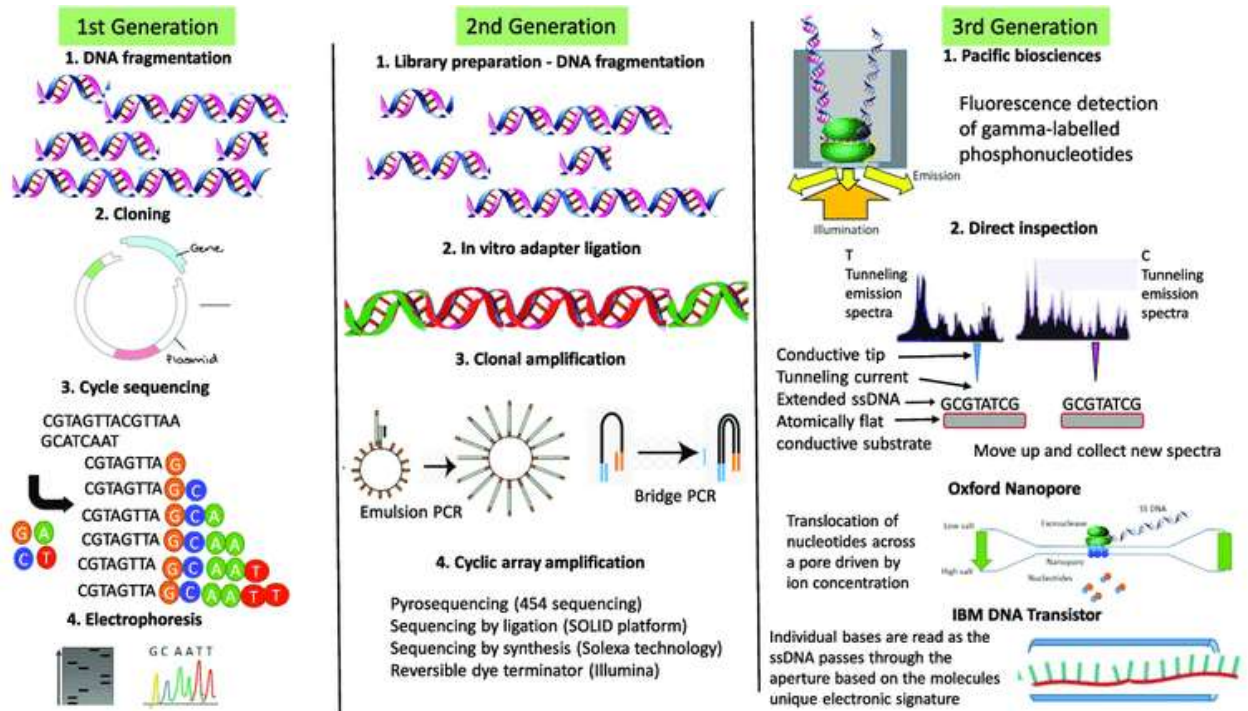 1st Generation
1. DNA fragmentation
2. Cloning
Gene
Plasmid
3. Cycle sequencing
CGTAGTTACGTTAA
GCATCAAT
CGTAGTTA G
CGTAGTTA G C
CGTAGTTA G C A
CGTAGTTA G C A A
CGTAGTTA G C A A T
CGTAGTTA G C A A T T
G A
C T
4. Electrophoresis
G C A A T T
2nd Generation
1. Library preparation - DNA fragmentation
2. In vitro adapter ligation
3. Clonal amplification
Emulsion PCR
Bridge PCR
4. Cyclic array amplification
Pyrosequencing (454 sequencing)
Sequencing by ligation (SOLID platform)
Sequencing by synthesis (Solexa technology)
Reversible dye terminator (Illumina)
3rd Generation
1. Pacific biosciences
Fluorescence detection
of gamma-labelled
phosphonucleotides
Emission
Illumination
2. Direct inspection
T
Tunneling
emission
spectra
C
Tunneling
emission
spectra
Conductive tip
Tunneling current
Extended ssDNA
Atomically flat
conductive substrate
GCGTATCG
GCGTATCG
Move up and collect new spectra
Oxford Nanopore
Translocation of
nucleotides across
a pore driven by
ion concentration
Low salt
High salt
Exonuclease
SS DNA
Nanopore
Nucleotides
IBM DNA Transistor
Individual bases are read as the
ssDNA passes through the
aperture based on the molecules
unique electronic signature